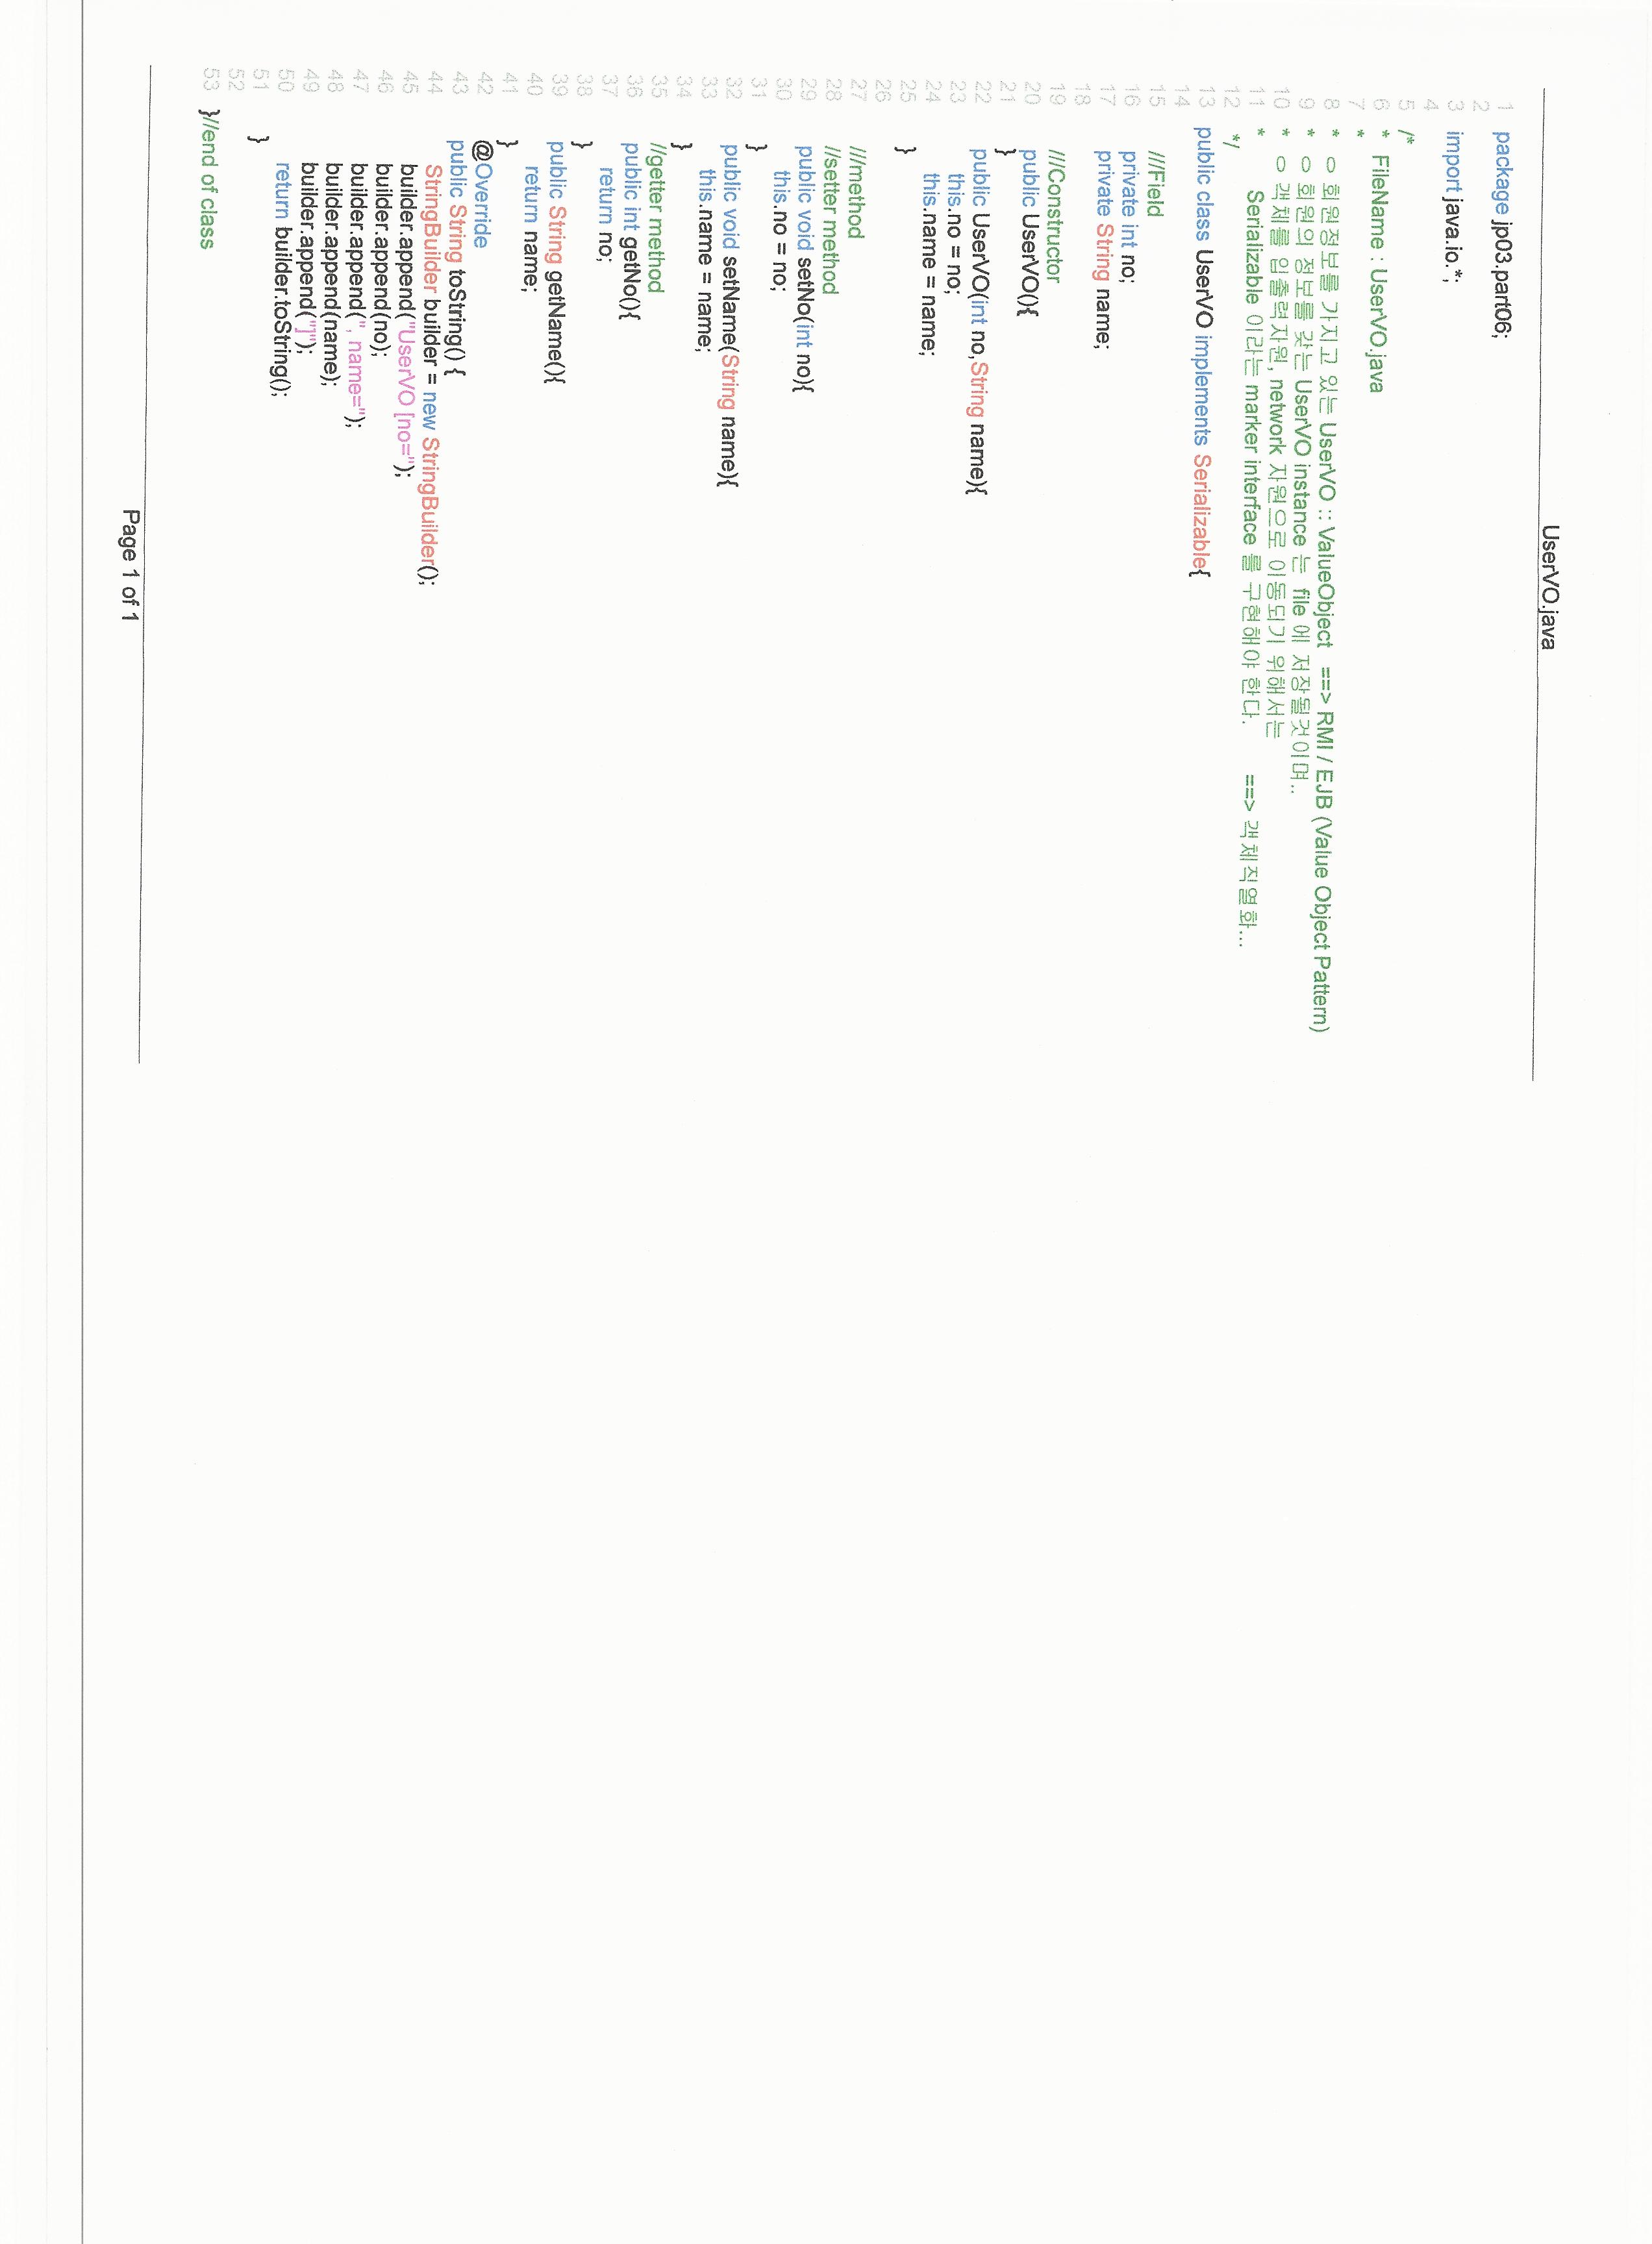 UserVO.java
1 package jp03.part06;
2
3 import java.io.*;
4
5 /*
6 * FileName : UserVO.java
7 *
8 * ㅇ 회원정보를 가지고 있는 UserVO :: ValueObject ==> RMI / EJB (Value Object Pattern)
9 * ㅇ 회원의 정보를 갖는 UserVO instance 는 file 에 저장될것이며..
10 * ㅇ 객체를 입출력자원, network 자원으로 이동되기 위해서는
11 * Serializable 이라는 marker interface 를 구현해야 한다. ==> 객체직열화...
12 */
13 public class UserVO implements Serializable{
14
15 ///Field
16 private int no;
17 private String name;
18
19 ///Constructor
20 public UserVO(){
21 }
22 public UserVO(int no,String name){
23 this.no = no;
24 this.name = name;
25 }
26
27 ///method
28 //setter method
29 public void setNo(int no){
30 this.no = no;
31 }
32 public void setName(String name){
33 this.name = name;
34 }
35 //getter method
36 public int getNo(){
37 return no;
38 }
39 public String getName(){
40 return name;
41 }
42 @Override
43 public String toString() {
44 StringBuilder builder = new StringBuilder();
45 builder.append("UserVO [no=");
46 builder.append(no);
47 builder.append(", name=");
48 builder.append(name);
49 builder.append("]");
50 return builder.toString();
51 }
52
53 }//end of class
Page 1 of 1